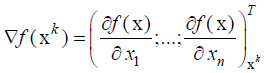 ∇f(x^k) = (∂f(x)/∂x_1;...;∂f(x)/∂x_n)^T_{x^k}